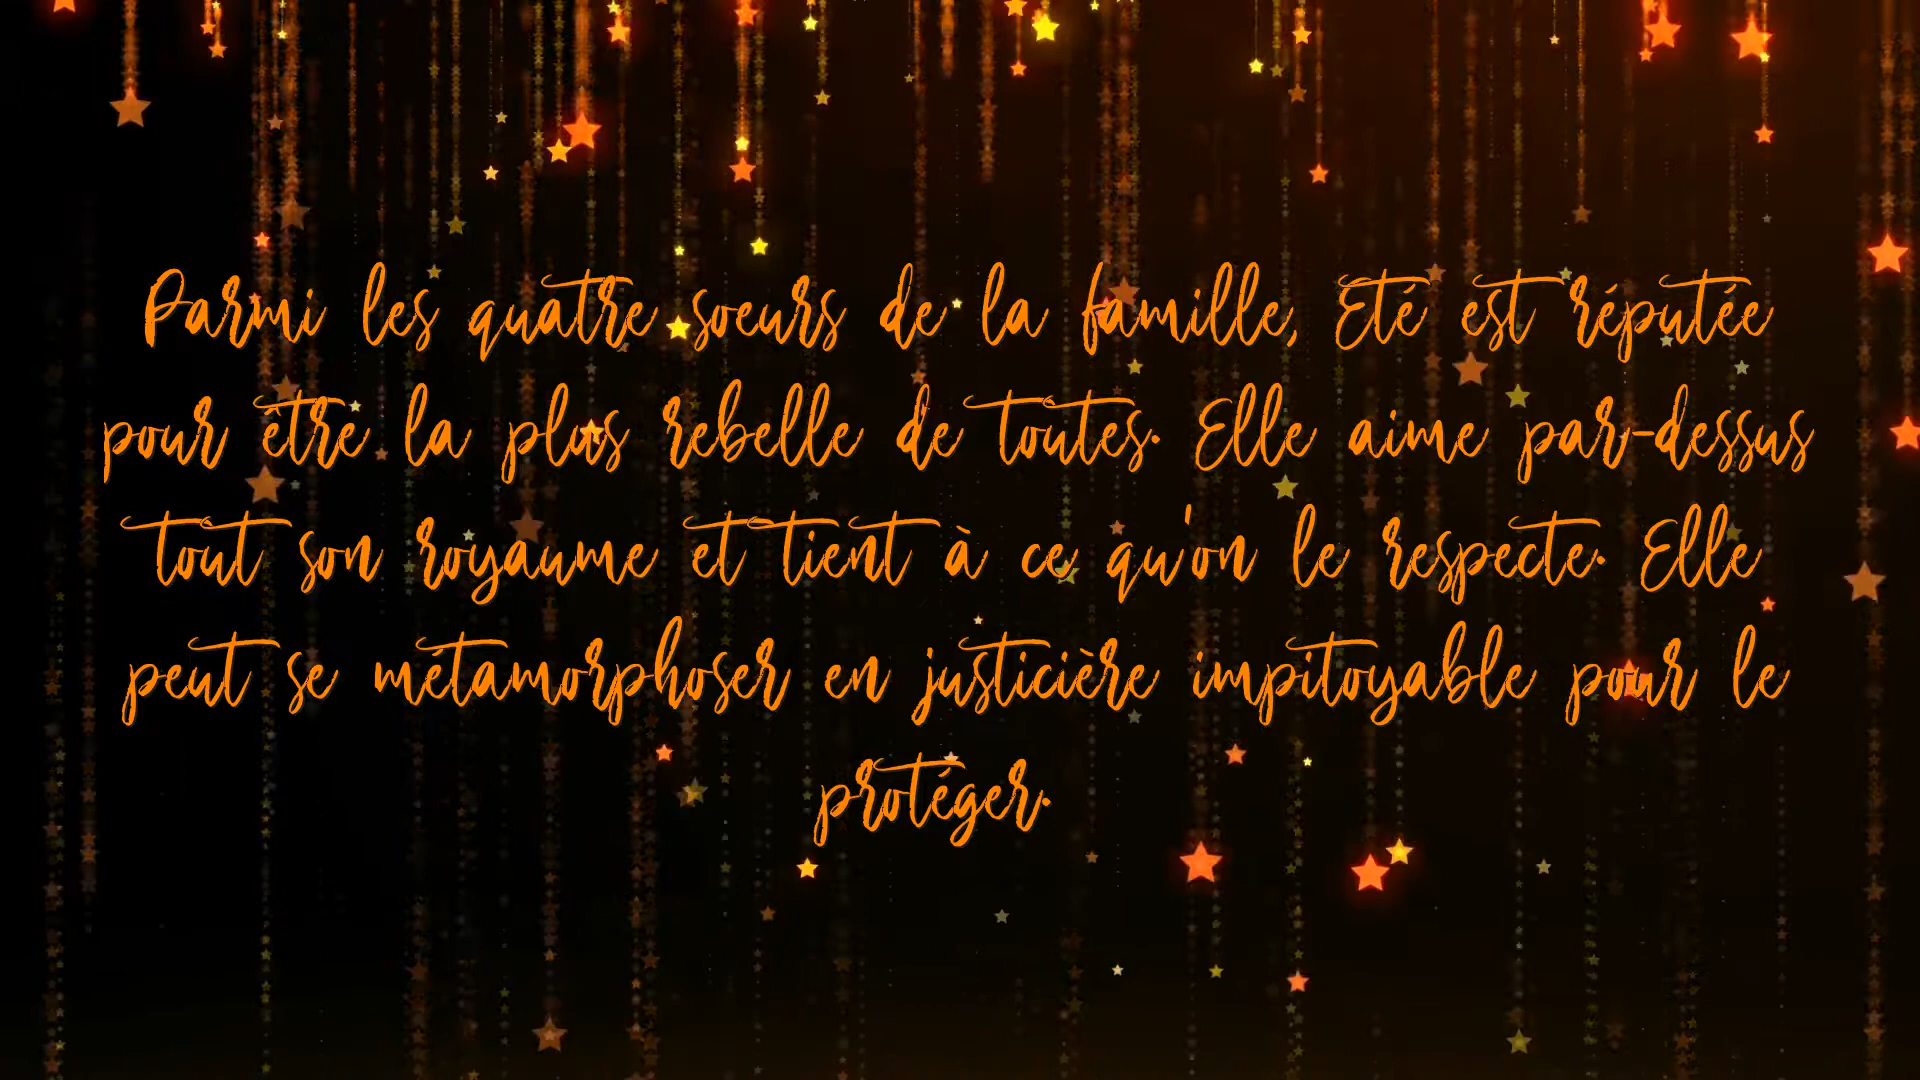 Parmi les quatre soeurs de la famille, Eté est réputée
pour être la plus rebelle de toutes. Elle aime par-dessus
tout son royaume et tient à ce qu'on le respecte. Elle
peut se métamorphoser en justicière impitoyable pour le
protéger.